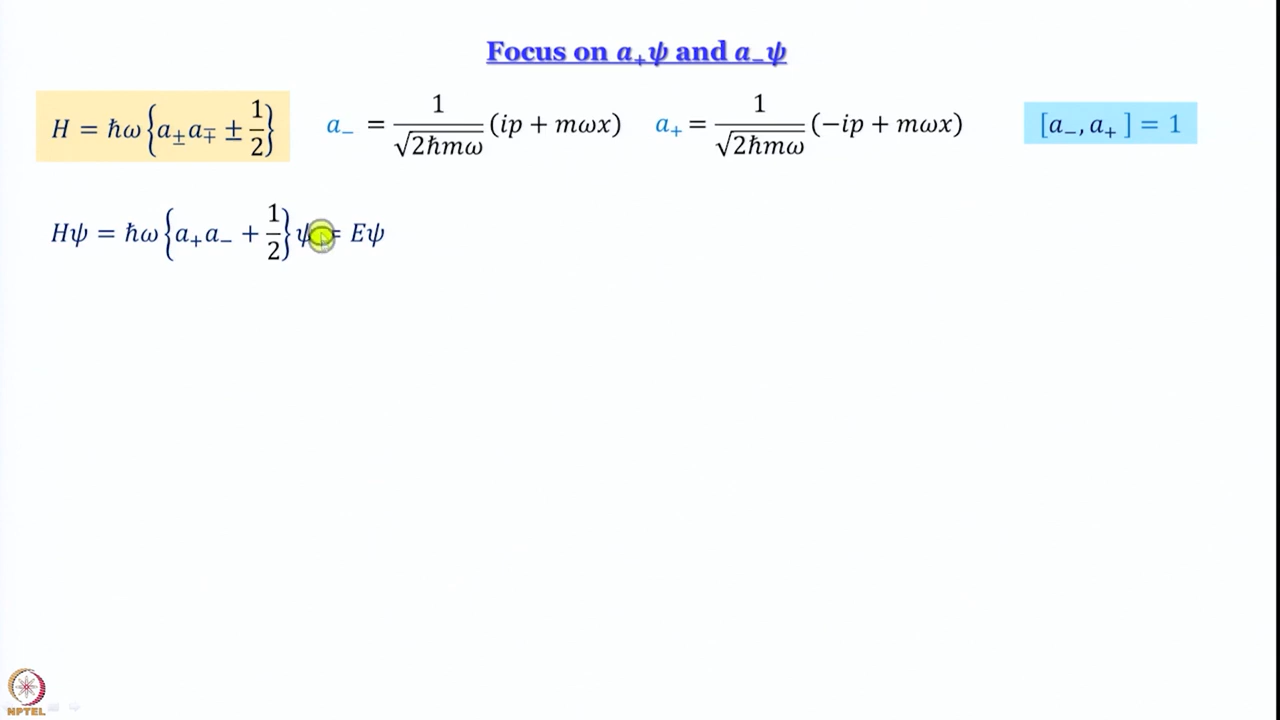 Focus on a₊ψ and a₋ψ
H = ħω{a±a∓ ± 1/2} a₋ = 1/√2ħmω (ip + mωx) a₊ = 1/√2ħmω (−ip + mωx) [a₋, a₊] = 1
Hψ = ħω{a₊a₋ + 1/2}ψ = Eψ
NPTEL